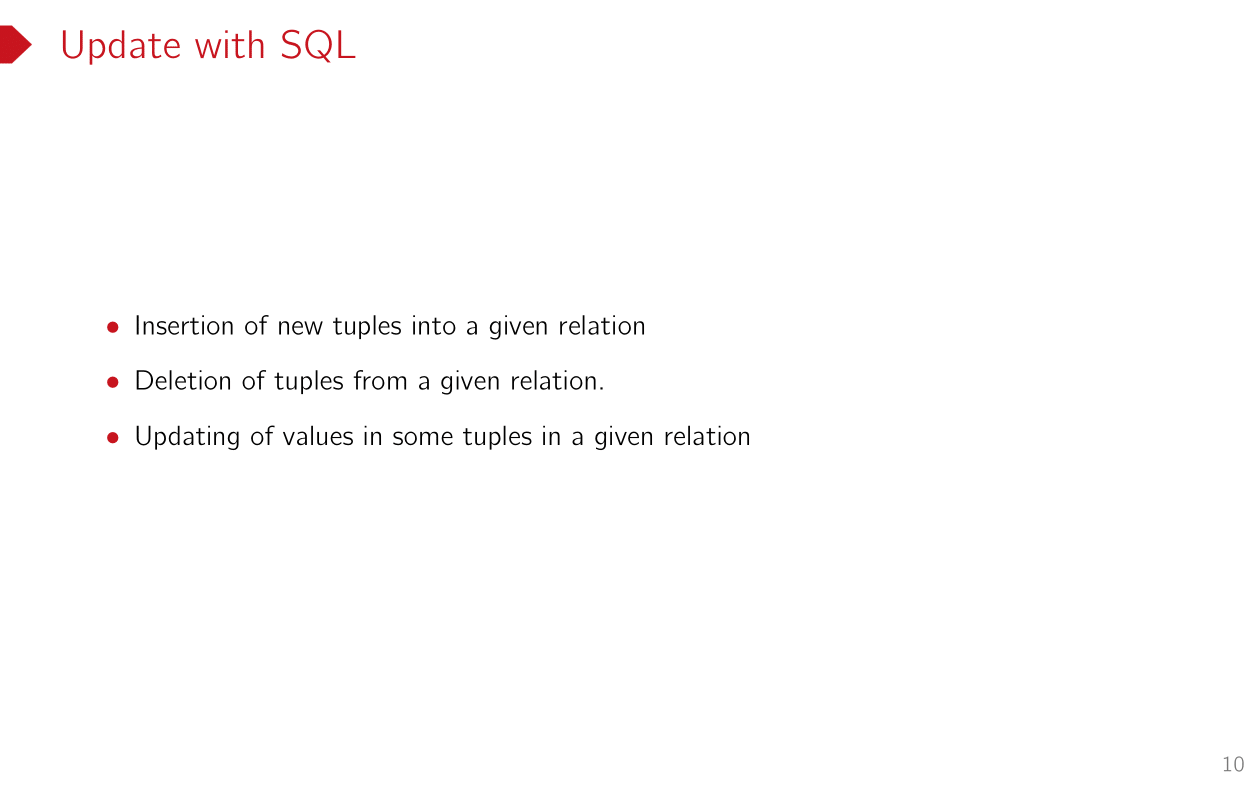 Update with SQL
• Insertion of new tuples into a given relation
• Deletion of tuples from a given relation.
• Updating of values in some tuples in a given relation
10